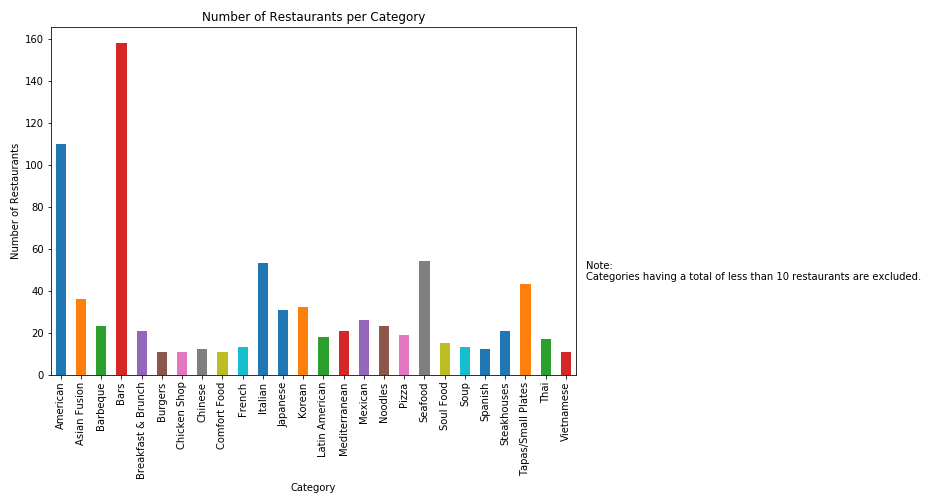 Number of Restaurants per Category
160
140
120
100
80
60
40
20
0
Number of Restaurants
American
Asian Fusion
Barbeque
Bars
Breakfast & Brunch
Burgers
Chicken Shop
Chinese
Comfort Food
French
Italian
Japanese
Korean
Latin American
Mediterranean
Mexican
Noodles
Pizza
Seafood
Soul Food
Soup
Spanish
Steakhouses
Tapas/Small Plates
Thai
Vietnamese
Category
Note:
Categories having a total of less than 10 restaurants are excluded.